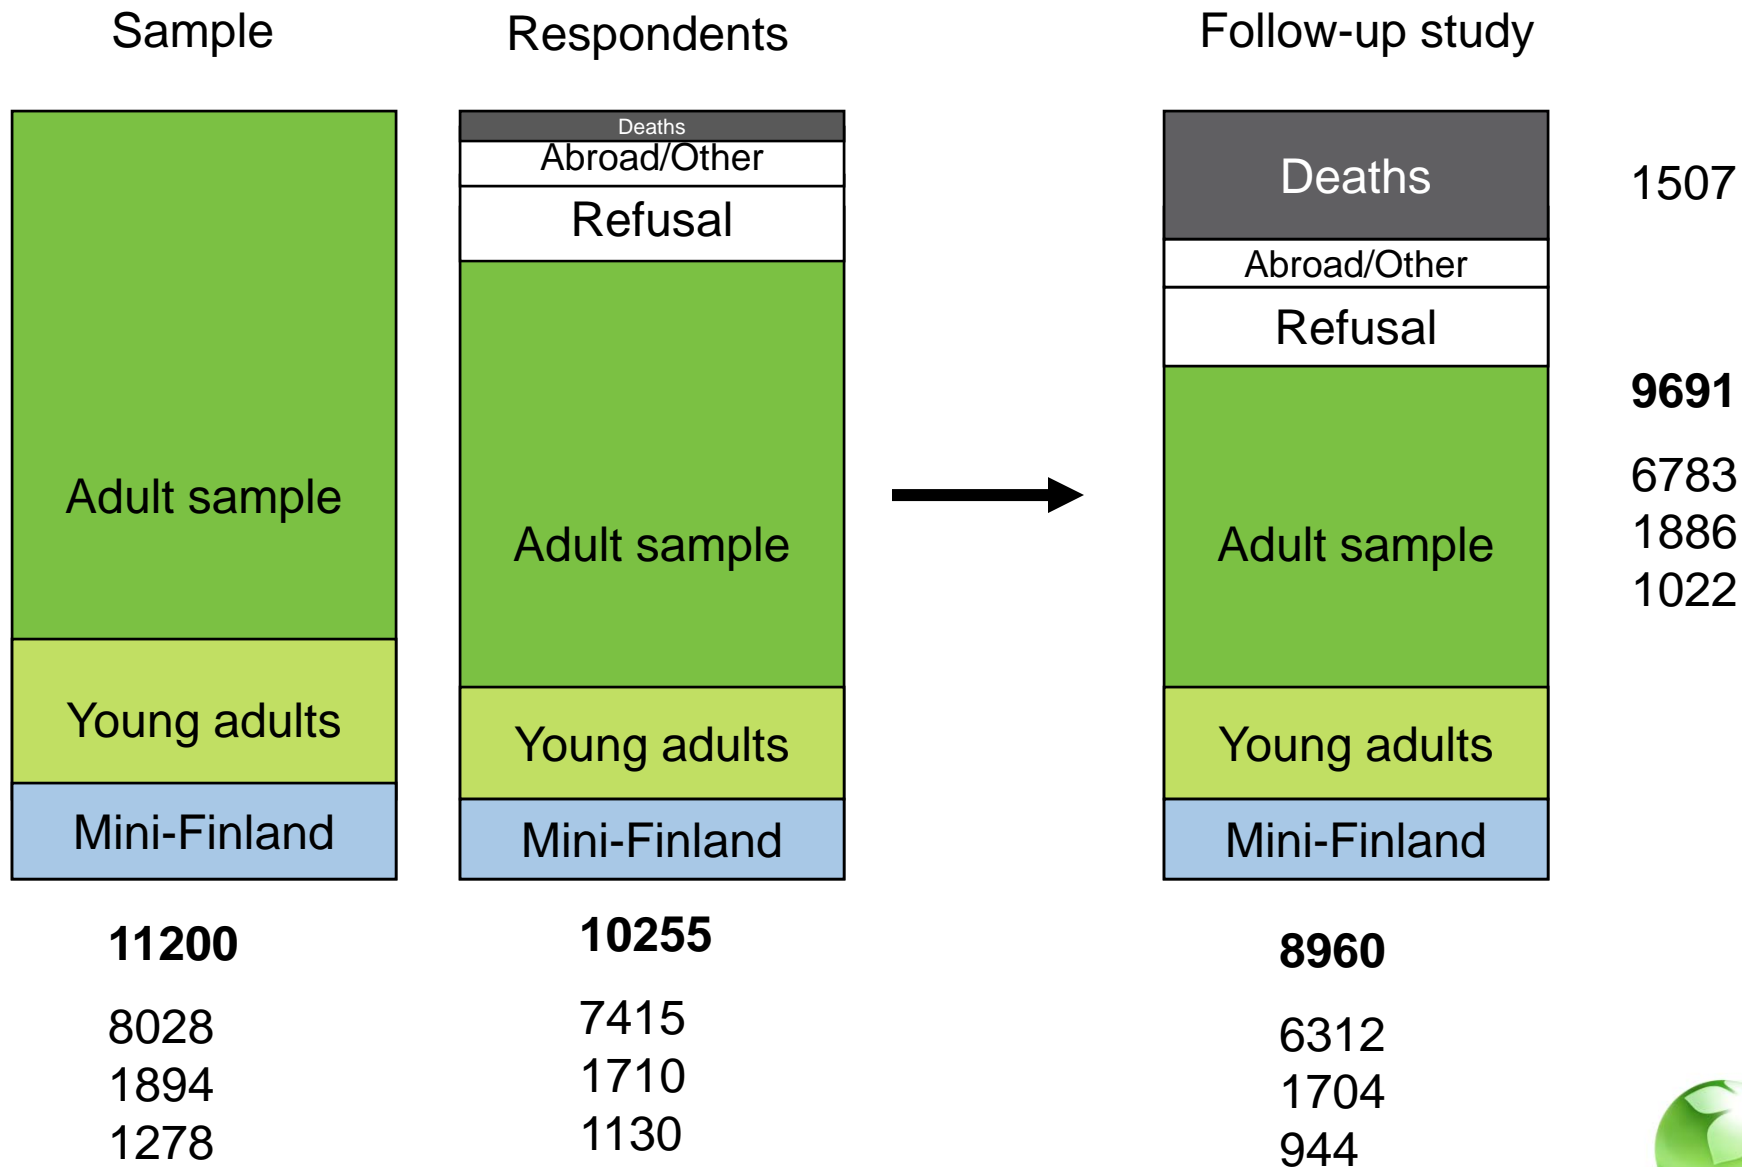 Sample
Respondents
Follow-up study
Adult sample
Young adults
Mini-Finland
11200
8028
1894
1278
Deaths
Abroad/Other
Refusal
Adult sample
Young adults
Mini-Finland
10255
7415
1710
1130
Deaths
Abroad/Other
Refusal
Adult sample
Young adults
Mini-Finland
8960
6312
1704
944
1507
9691
6783
1886
1022